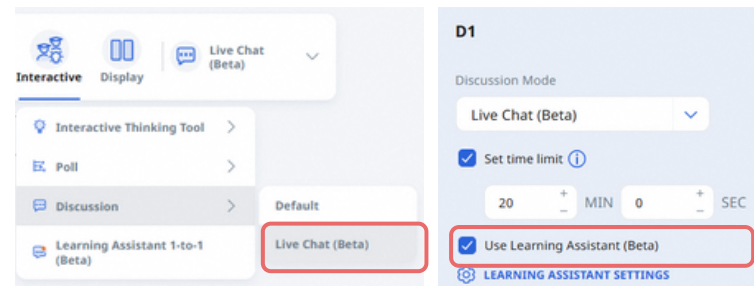 Live Chat
(Beta)
Interactive Display
Interactive Thinking Tool
Poll
Discussion
Default
Learning Assistant 1-to-1
(Beta)
Live Chat (Beta)
D1
Discussion Mode
Live Chat (Beta)
Set time limit
20 MIN 0 SEC
Use Learning Assistant (Beta)
LEARNING ASSISTANT SETTINGS